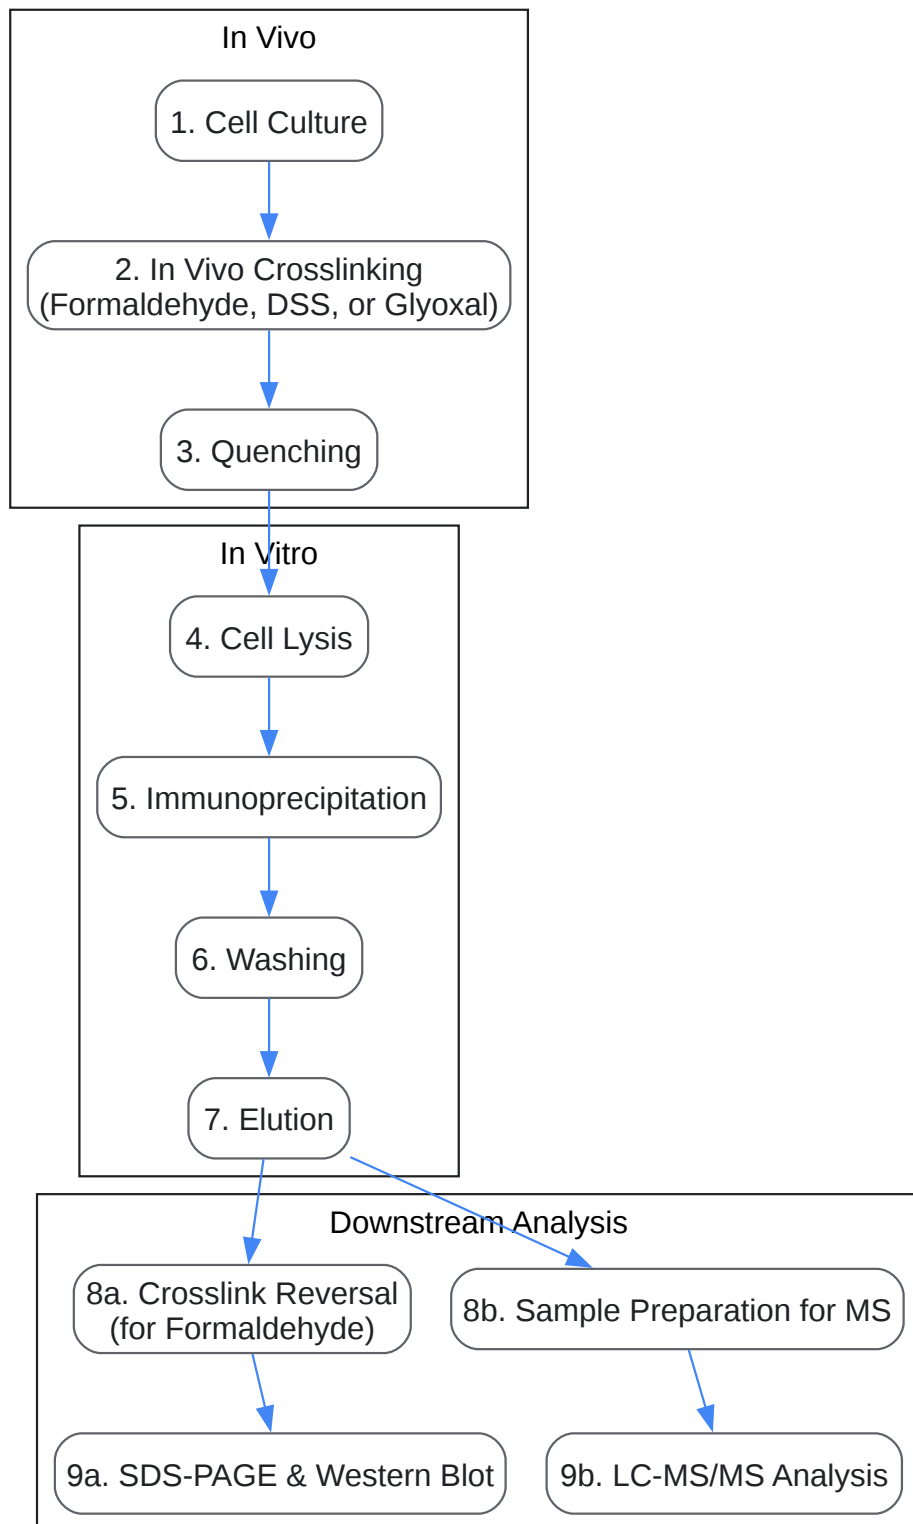 In Vivo
1. Cell Culture
2. In Vivo Crosslinking
(Formaldehyde, DSS, or Glyoxal)
3. Quenching
In Vitro
4. Cell Lysis
5. Immunoprecipitation
6. Washing
7. Elution
Downstream Analysis
8a. Crosslink Reversal
(for Formaldehyde)
8b. Sample Preparation for MS
9a. SDS-PAGE & Western Blot
9b. LC-MS/MS Analysis